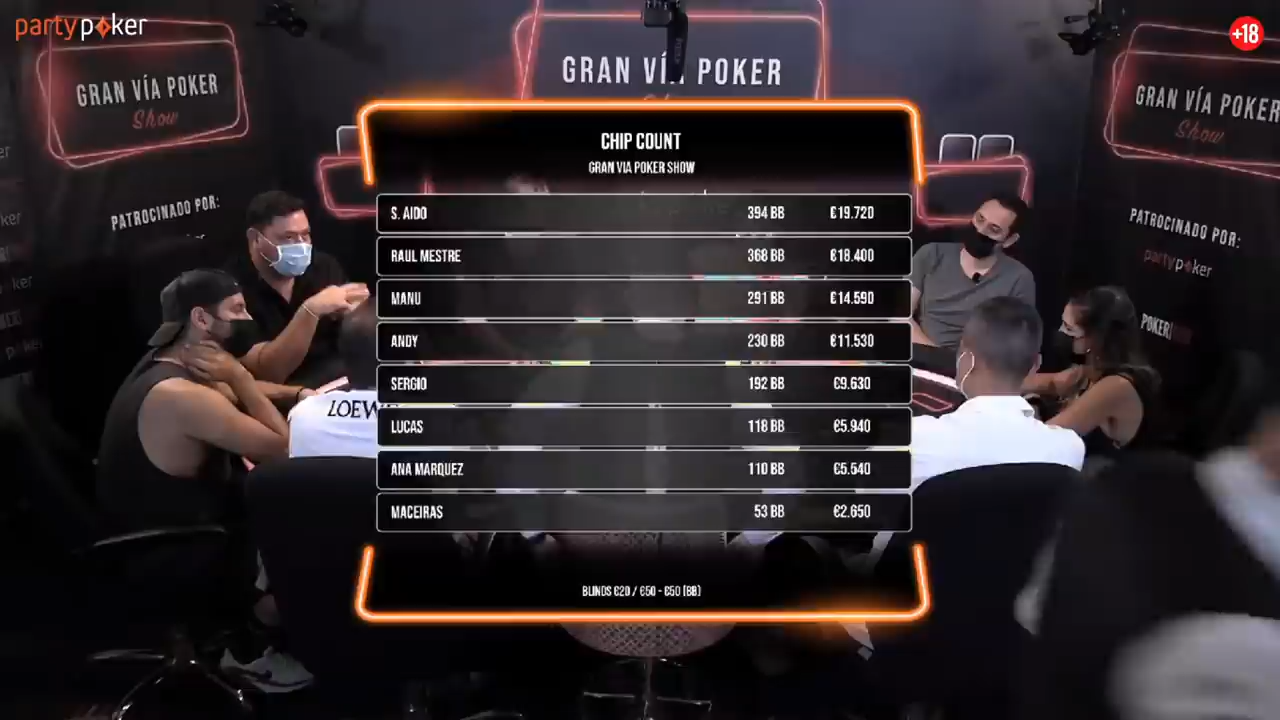 partypoker
+18
GRAN VÍA POKER
Show
GRAN VÍA POKER
GRAN VÍA POKER
Show
PATROCINADO POR:
PATROCINADO POR:
partypoker
LOEWE
CHIP COUNT
GRAN VIA POKER SHOW
S. AIDO 394 BB €19.720
RAUL MESTRE 368 BB €18.400
MANU 291 BB €14.590
ANDY 230 BB €11.530
SERGIO 192 BB €9.630
LUCAS 118 BB €5.940
ANA MARQUEZ 110 BB €5.540
MACEIRAS 53 BB €2.650
BLINDS €20 / €50 - €50 (BB)